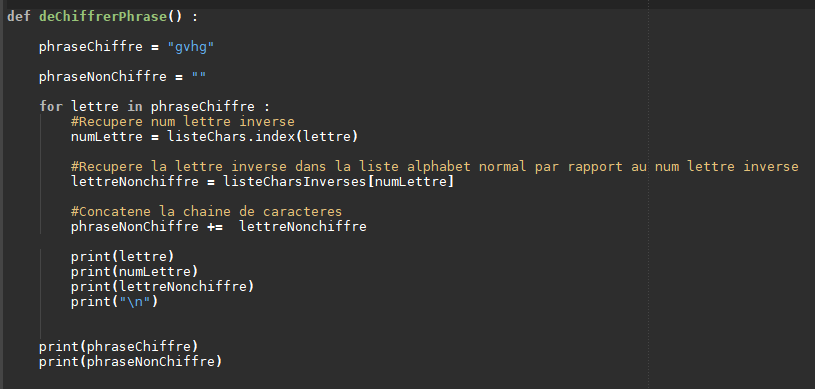 def deChiffrerPhrase() :
phraseChiffre = "gvhg"
phraseNonChiffre = ""
for lettre in phraseChiffre :
#Recupere num lettre inverse
numLettre = listeChars.index(lettre)
#Recupere la lettre inverse dans la liste alphabet normal par rapport au num lettre inverse
lettreNonchiffre = listeCharsInverses[numLettre]
#Concatene la chaine de caracteres
phraseNonChiffre +=  lettreNonchiffre
print(lettre)
print(numLettre)
print(lettreNonchiffre)
print("\n")
print(phraseChiffre)
print(phraseNonChiffre)